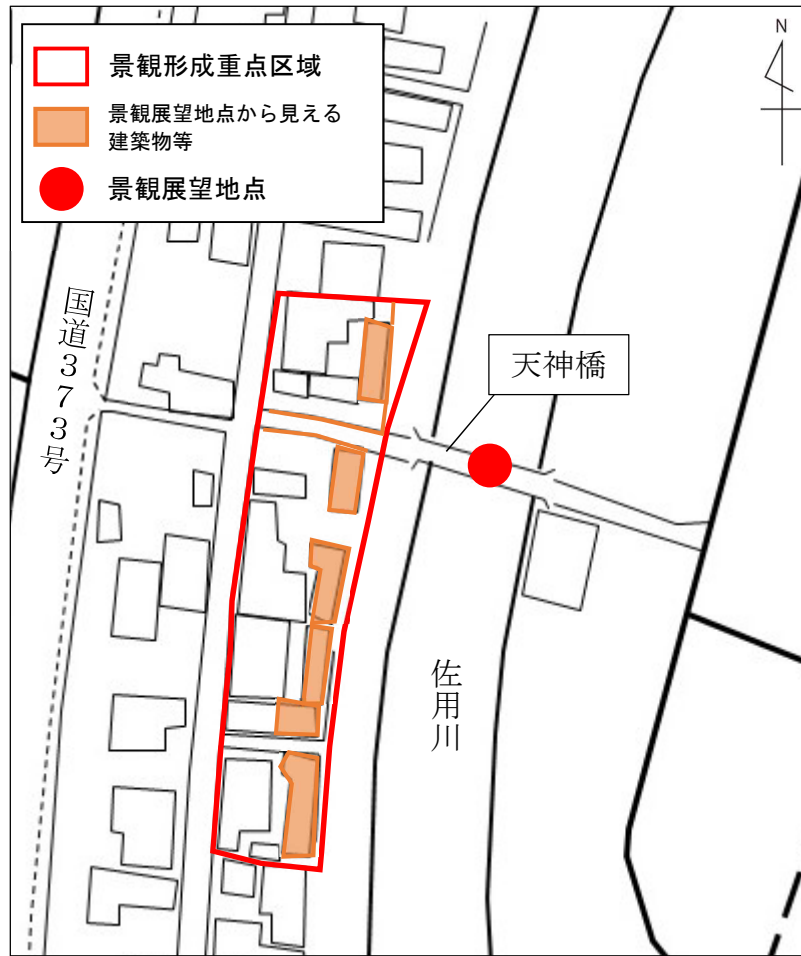 景観形成重点区域
景観展望地点から見える
建築物等
景観展望地点
N
国道373号
天神橋
佐用川